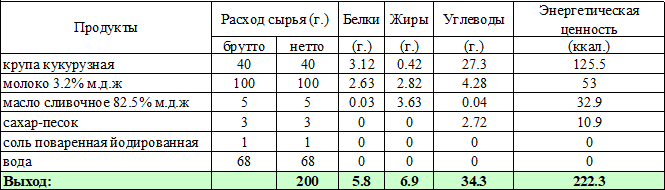 Продукты Расход сырья (г.) Белки Жиры Углеводы Энергетическая ценность
брутто нетто (г.) (г.) (г.) (ккал.)
крупа кукурузная 40 40 3.12 0.42 27.3 125.5
молоко 3.2% м.д.ж 100 100 2.63 2.82 4.28 53
масло сливочное 82.5% м.д.ж 5 5 0.03 3.63 0.04 32.9
сахар-песок 3 3 0 0 2.72 10.9
соль поваренная йодированная 1 1 0 0 0 0
вода 68 68 0 0 0 0
Выход: 200 5.8 6.9 34.3 222.3